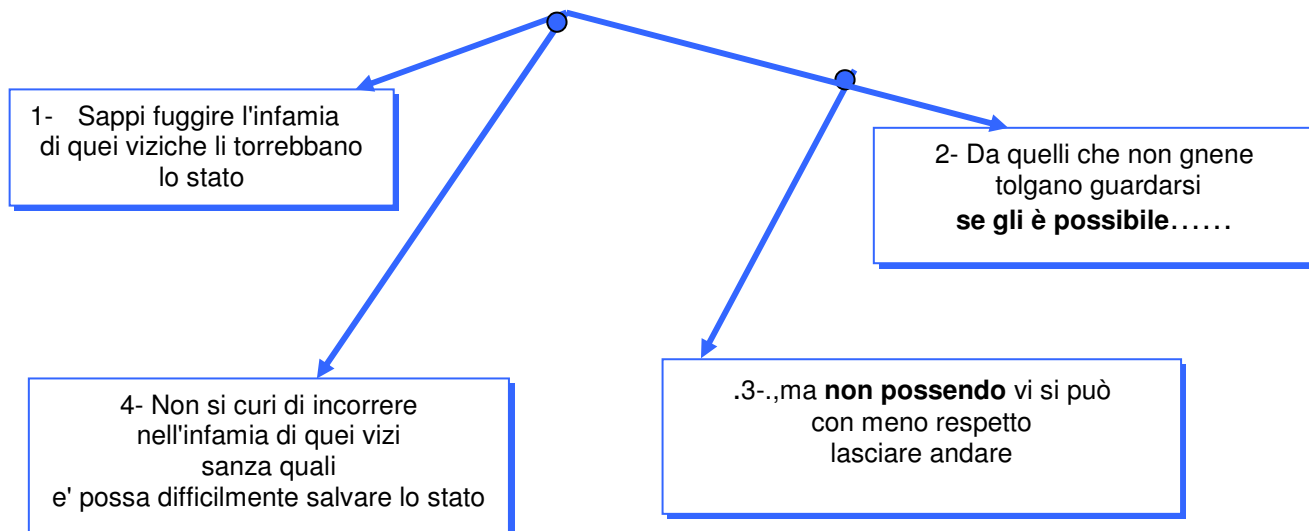 1- Sappi fuggire l'infamia
di quei viziche li torrebbano
lo stato
2- Da quelli che non gnene
tolgano guardarsi
se gli è possibile......
.3-.,ma non possendo vi si può
con meno respetto
lasciare andare
4- Non si curi di incorrere
nell'infamia di quei vizi
sanza quali
e' possa difficilmente salvare lo stato